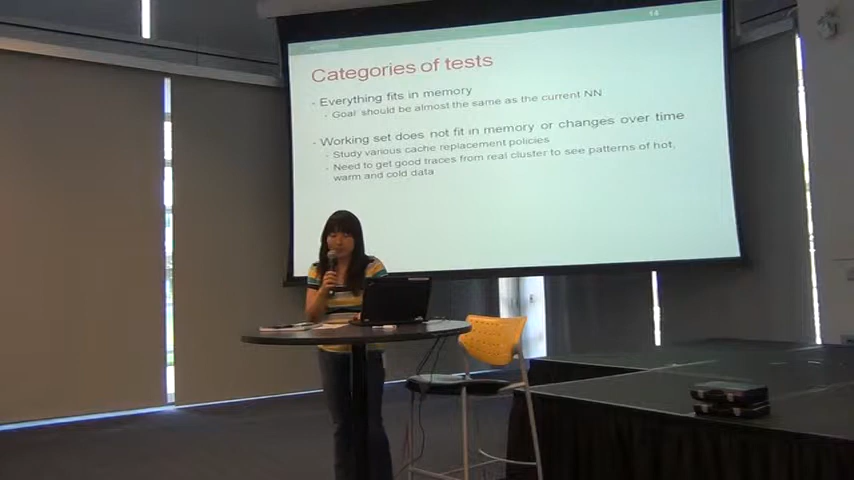 14
Categories of tests
· Everything fits in memory
· Goal should be almost the same as the current NN
· Working set does not fit in memory or changes over time
· Study various cache replacement policies
· Need to get good traces from real cluster to see patterns of hot,
warm and cold data